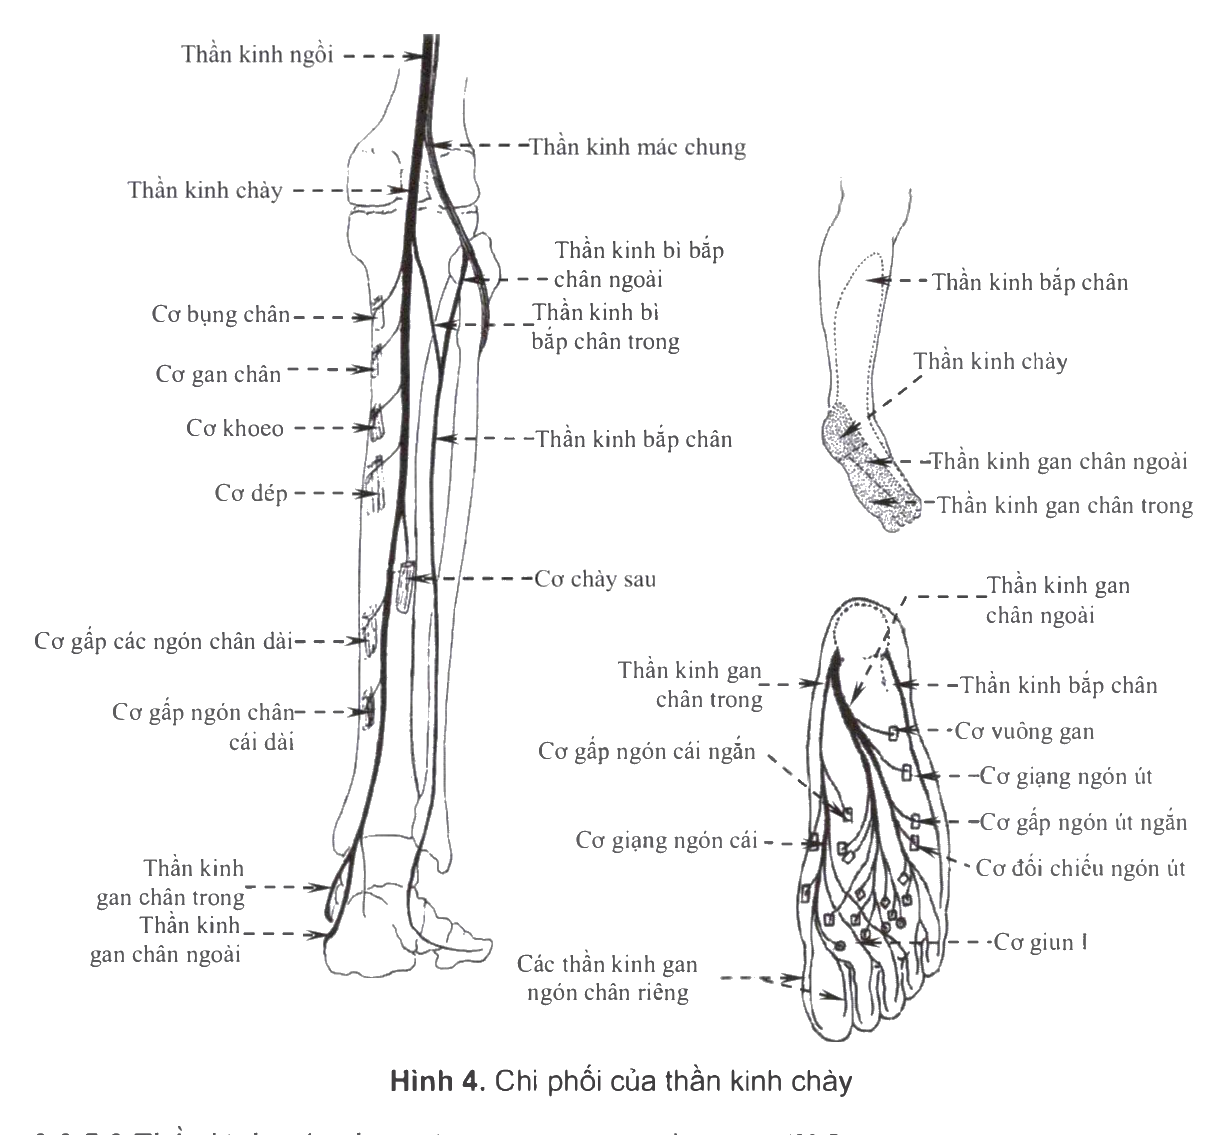 Thần kinh ngồi
Thần kinh mác chung
Thần kinh chày
Thần kinh bì bắp
chân ngoài
Thần kinh bì
bắp chân trong
Cơ bụng chân
Cơ gan chân
Cơ khoeo
Thần kinh bắp chân
Cơ dép
Cơ chày sau
Cơ gấp các ngón chân dài
Cơ gấp ngón chân
cái dài
Thần kinh
gan chân trong
Thần kinh
gan chân ngoài
Thần kinh bắp chân
Thần kinh chày
Thần kinh gan chân ngoài
Thần kinh gan chân trong
Thần kinh gan
chân ngoài
Thần kinh gan
chân trong
Thần kinh bắp chân
Cơ vuông gan
Cơ gấp ngón cái ngắn
Cơ giạng ngón út
Cơ gấp ngón út ngắn
Cơ giạng ngón cái
Cơ đối chiếu ngón út
Cơ giun I
Các thần kinh gan
ngón chân riêng
Hình 4. Chi phối của thần kinh chày